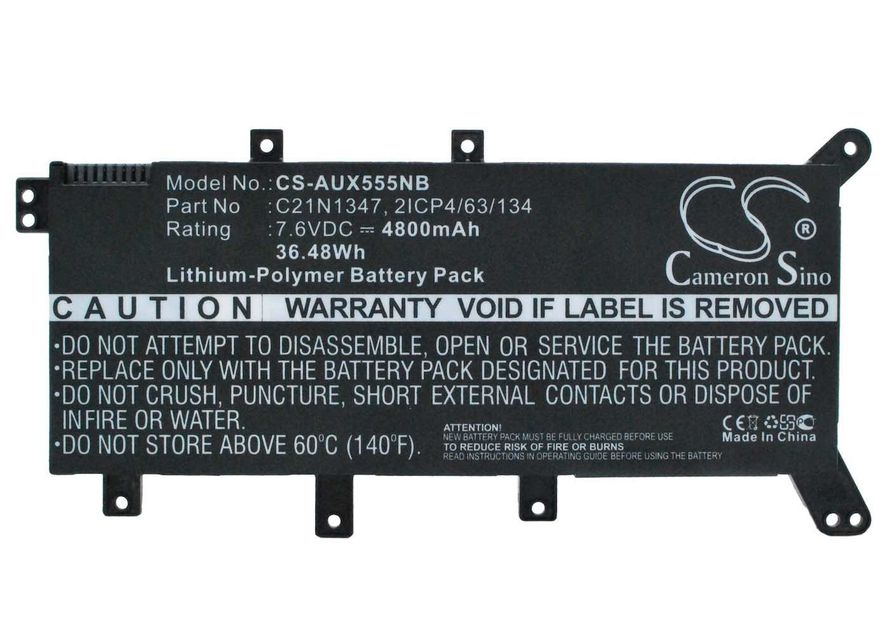 Model No.: CS-AUX555NB
Part No : C21N1347, 2ICP4/63/134
Rating : 7.6VDC ⎓ 4800mAh
36.48Wh
Lithium-Polymer Battery Pack
CS
®
Cameron Sino
CAUTION WARRANTY VOID IF LABEL IS REMOVED
•DO NOT ATTEMPT TO DISASSEMBLE, OPEN OR SERVICE THE BATTERY PACK.
•REPLACE ONLY WITH THE BATTERY PACK DESIGNATED FOR THIS PRODUCT.
•DO NOT CRUSH, PUNCTURE, SHORT EXTERNAL CONTACTS OR DISPOSE OF
IN FIRE OR WATER.
•DO NOT STORE ABOVE 60°C (140°F).
ATTENTION!
NEW BATTERY PACK MUST BE FULLY CHARGED BEFORE USING
TO REDUCE RISK OF FIRE OR BURNS
READ INSTRUCTIONS IN OPERATING GUIDE BEFORE USING
CE
Made In China